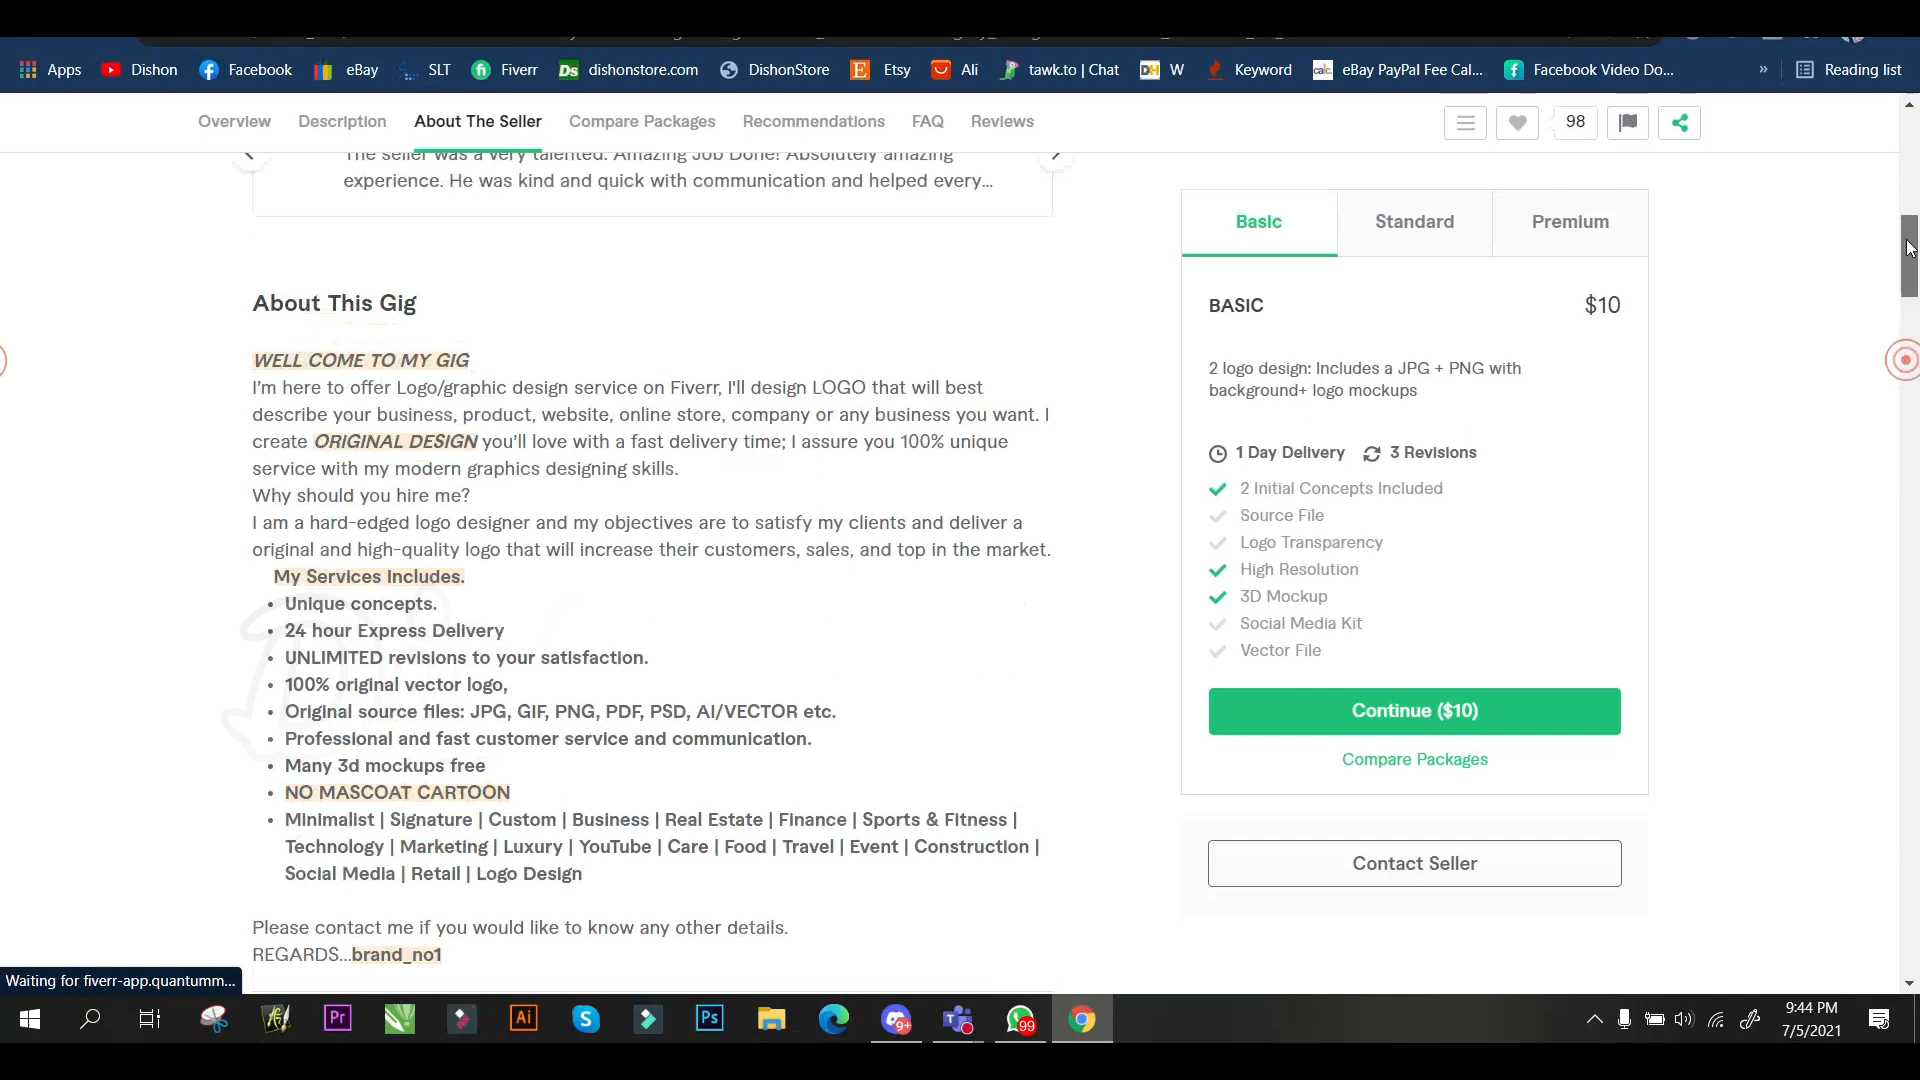 Apps Dishon Facebook eBay SLT Fiverr dishonstore.com DishonStore Etsy Ali tawk.to | Chat W Keyword eBay PayPal Fee Cal... Facebook Video Do... » Reading list
Overview Description About The Seller Compare Packages Recommendations FAQ Reviews 98
The seller was a very talented. Amazing Job Done! Absolutely amazing
experience. He was kind and quick with communication and helped every...
About This Gig
WELL COME TO MY GIG
I'm here to offer Logo/graphic design service on Fiverr, I'll design LOGO that will best
describe your business, product, website, online store, company or any business you want. I
create ORIGINAL DESIGN you'll love with a fast delivery time; I assure you 100% unique
service with my modern graphics designing skills.
Why should you hire me?
I am a hard-edged logo designer and my objectives are to satisfy my clients and deliver a
original and high-quality logo that will increase their customers, sales, and top in the market.
My Services Includes.
• Unique concepts.
• 24 hour Express Delivery
• UNLIMITED revisions to your satisfaction.
• 100% original vector logo,
• Original source files: JPG, GIF, PNG, PDF, PSD, AI/VECTOR etc.
• Professional and fast customer service and communication.
• Many 3d mockups free
• NO MASCOAT CARTOON
• Minimalist | Signature | Custom | Business | Real Estate | Finance | Sports & Fitness |
Technology | Marketing | Luxury | YouTube | Care | Food | Travel | Event | Construction |
Social Media | Retail | Logo Design
Please contact me if you would like to know any other details.
REGARDS...brand_no1
Basic Standard Premium
BASIC $10
2 logo design: Includes a JPG + PNG with
background+ logo mockups
1 Day Delivery 3 Revisions
2 Initial Concepts Included
Source File
Logo Transparency
High Resolution
3D Mockup
Social Media Kit
Vector File
Continue ($10)
Compare Packages
Contact Seller
Waiting for fiverr-app.quantumm...
9:44 PM
7/5/2021